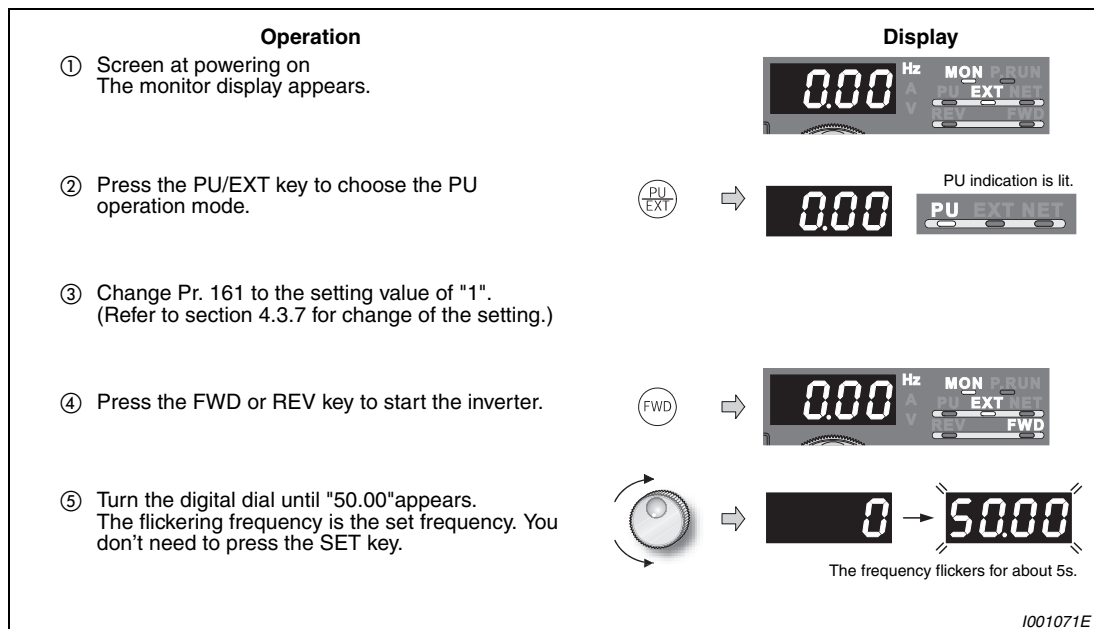 Operation
Display
① Screen at powering on
The monitor display appears.
0.00 Hz MON P.RUN
A PU EXT NET
V REV FWD
② Press the PU/EXT key to choose the PU
operation mode.
PU
EXT
0.00
PU indication is lit.
PU EXT NET
③ Change Pr. 161 to the setting value of "1".
(Refer to section 4.3.7 for change of the setting.)
④ Press the FWD or REV key to start the inverter.
FWD
0.00 Hz MON P.RUN
A PU EXT NET
V REV FWD
⑤ Turn the digital dial until "50.00"appears.
The flickering frequency is the set frequency. You
don't need to press the SET key.
0
50.00
The frequency flickers for about 5s.
I001071E